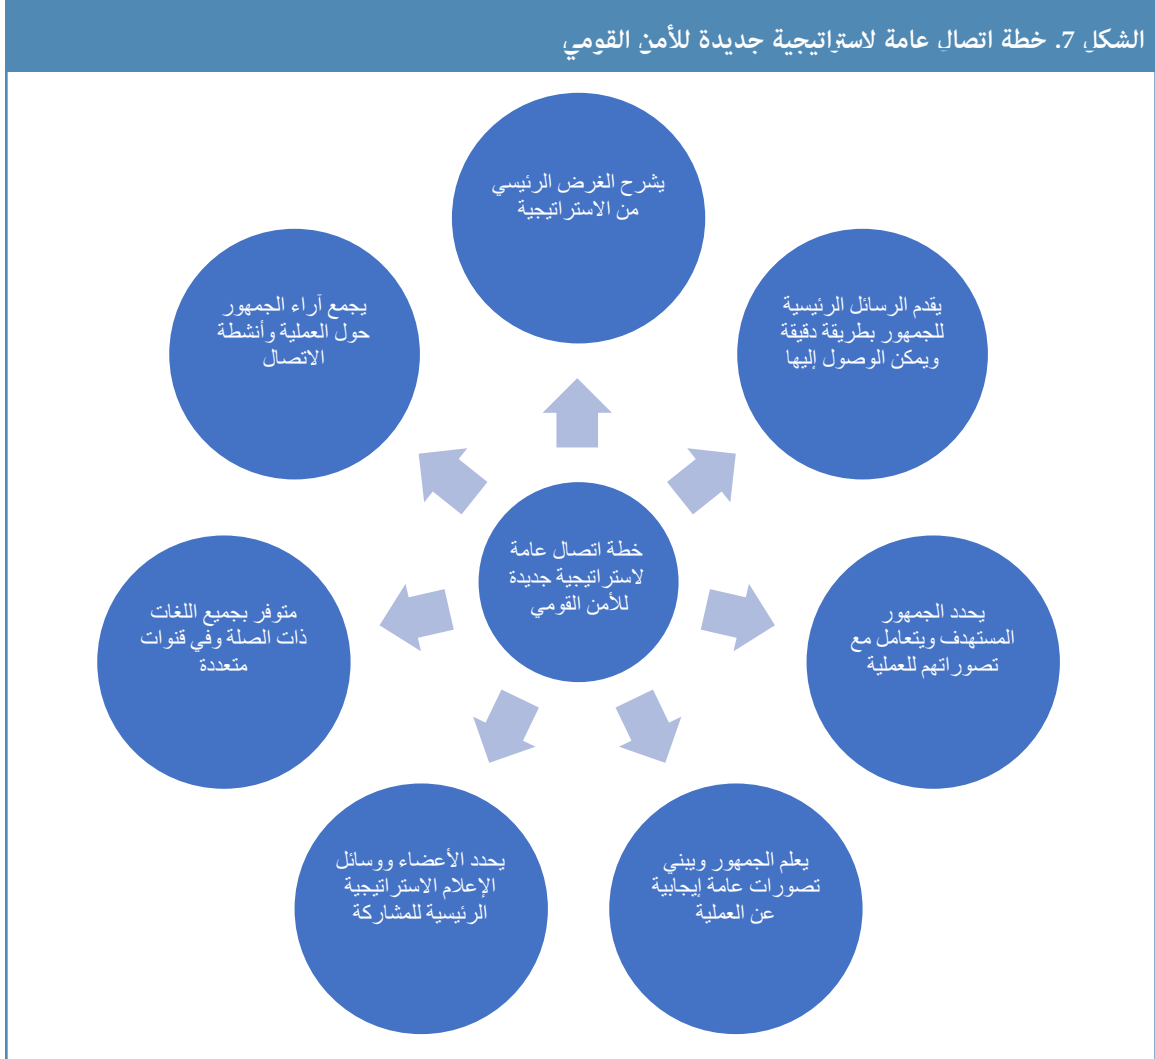 الشكل 7. خطة اتصال عامة لاستراتيجية جديدة للأمن القومي
يشرح الغرض الرئيسي
من الاستراتيجية
يقدم الرسائل الرئيسية
للجمهور بطريقة دقيقة
ويمكن الوصول إليها
يحدد الجمهور
المستهدف ويتعامل مع
تصوراتهم للعملية
يعلم الجمهور ويبني
تصورات عامة إيجابية
عن العملية
يحدد الأعضاء ووسائل
الإعلام الاستراتيجية
الرئيسية للمشاركة
متوفر بجميع اللغات
ذات الصلة وفي قنوات
متعددة
يجمع آراء الجمهور
حول العملية وأنشطة
الاتصال
خطة اتصال عامة
لاستراتيجية جديدة
للأمن القومي